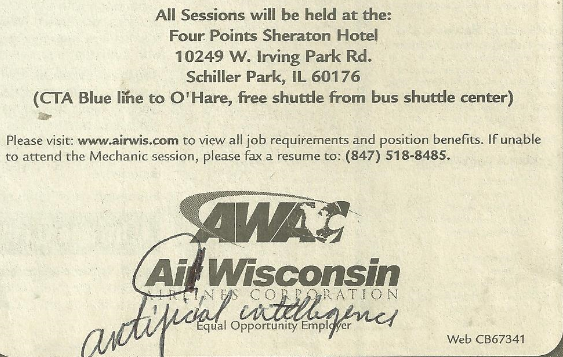 All Sessions will be held at the:
Four Points Sheraton Hotel
10249 W. Irving Park Rd.
Schiller Park, IL 60176
(CTA Blue line to O'Hare, free shuttle from bus shuttle center)
Please visit: www.airwis.com to view all job requirements and position benefits. If unable
to attend the Mechanic session, please fax a resume to: (847) 518-8485.
AWAC
Air Wisconsin
AIRLINES CORPORATION
artificial intelligence
Equal Opportunity Employer
Web CB67341